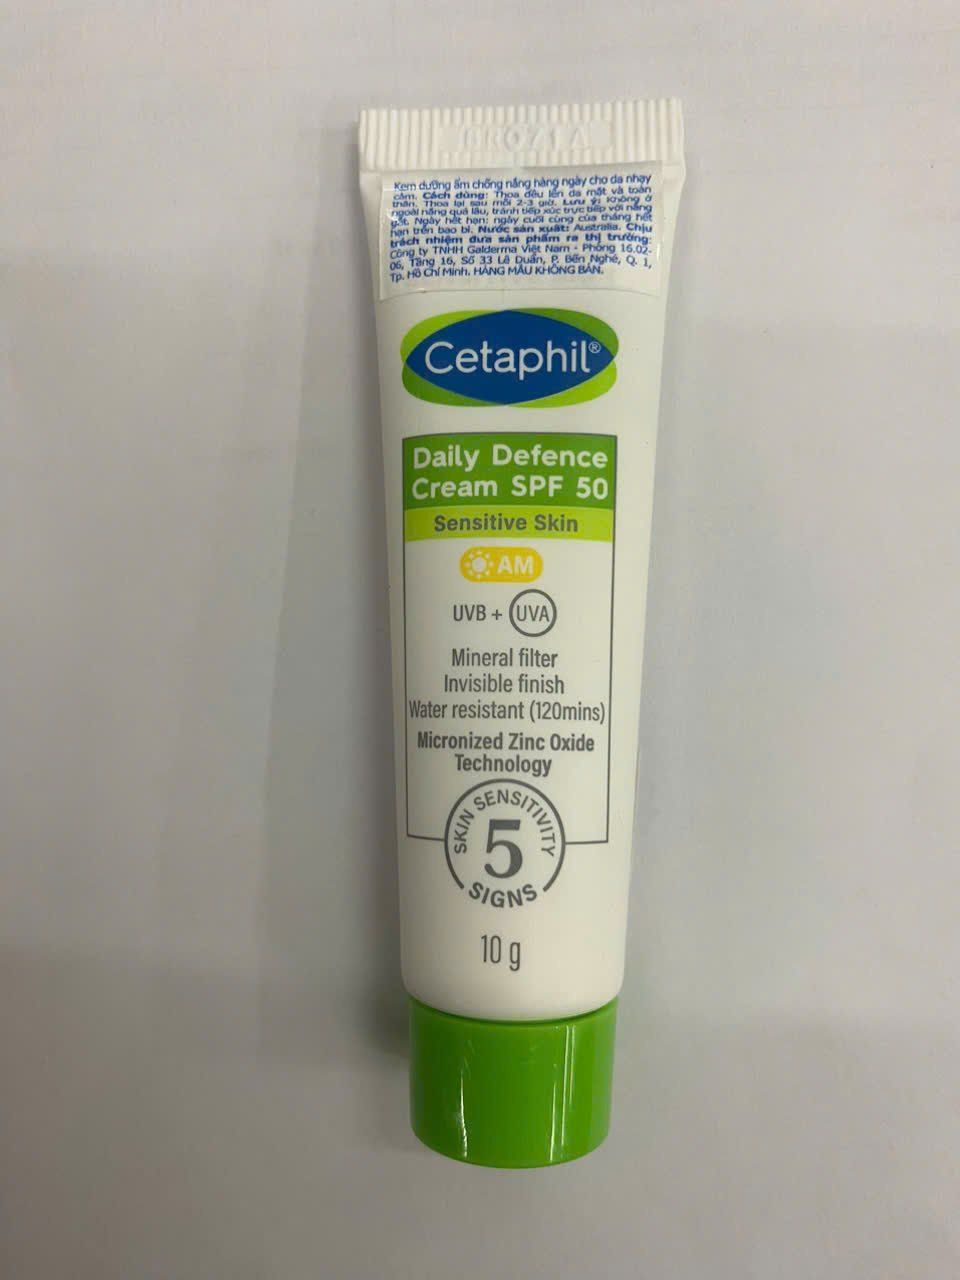 Kem dưỡng ẩm chống nắng hàng ngày cho da nhạy
cảm. Cách dùng: Thoa đều lên da mặt và toàn
thân. Thoa lại sau mỗi 2-3 giờ. Lưu ý: Không ở
ngoài nắng quá lâu, tránh tiếp xúc trực tiếp với nắng
gắt. Ngày hết hạn: ngày cuối cùng của tháng hết
hạn trên bao bì. Nước sản xuất: Australia. Chịu
trách nhiệm đưa sản phẩm ra thị trường:
Công ty TNHH Galderma Việt Nam - Phòng 16.02-
06, Tầng 16, Số 33 Lê Duẩn, P. Bến Nghé, Q. 1,
Tp. Hồ Chí Minh. HÀNG MẪU KHÔNG BÁN.
Cetaphil®
Daily Defence
Cream SPF 50
Sensitive Skin
AM
UVB + UVA
Mineral filter
Invisible finish
Water resistant (120mins)
Micronized Zinc Oxide
Technology
SKIN SENSITIVITY
5
SIGNS
10 g